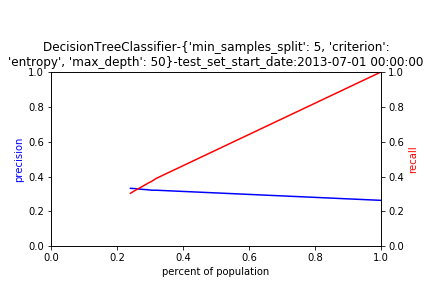 DecisionTreeClassifier-{'min_samples_split': 5, 'criterion':
'entropy', 'max_depth': 50}-test_set_start_date:2013-07-01 00:00:00
1.0
1.0
0.8
0.8
0.6
0.6
precision
recall
0.4
0.4
0.2
0.2
0.0
0.0
0.0 0.2 0.4 0.6 0.8 1.0
percent of population